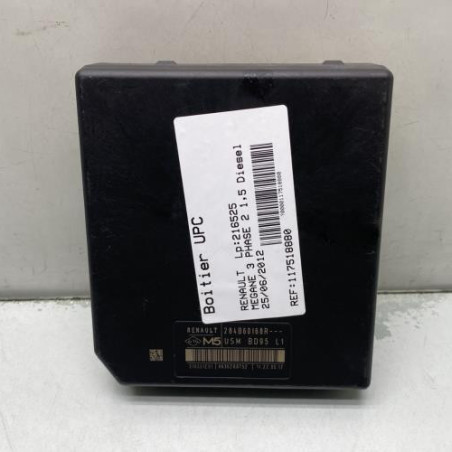 Boitier UPC
RENAULT Lp:216525
MEGANE 3 PHASE 2 1,5 Diesel
25/06/2012
REF:117518880
RENAULT 284B60168R---
M5 USM BD95 L1